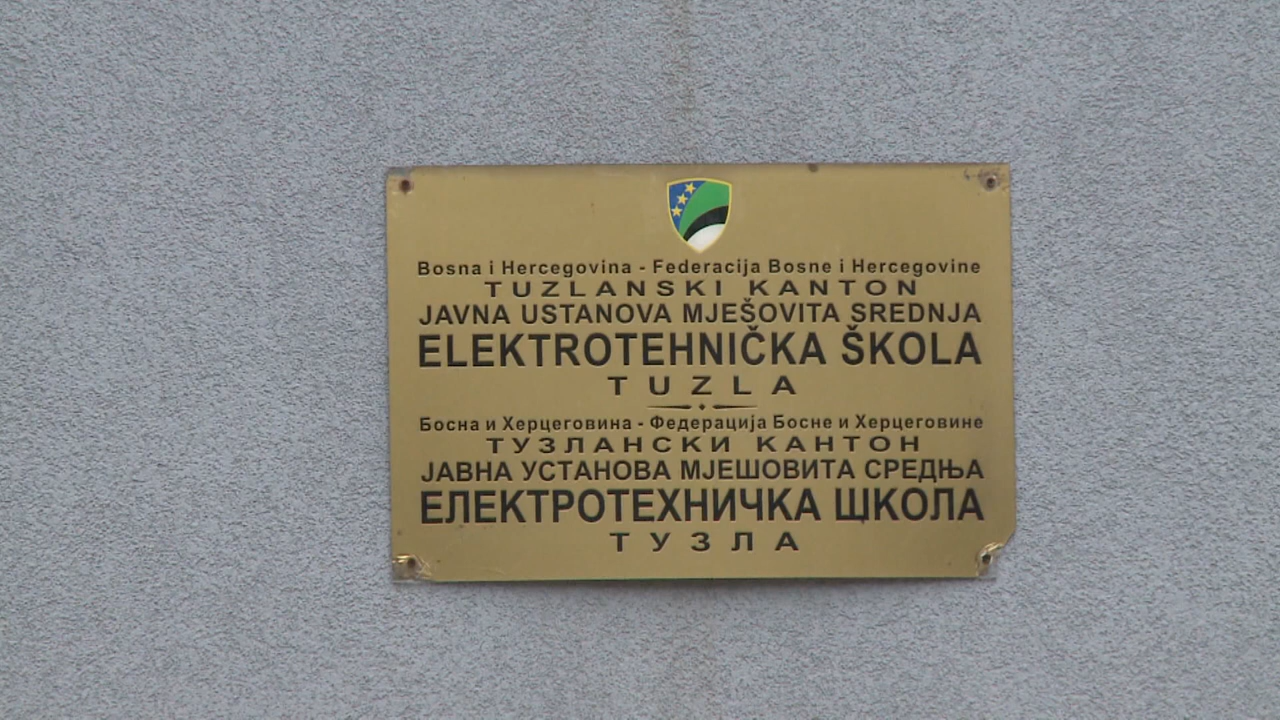 Bosna i Hercegovina - Federacija Bosne i Hercegovine
TUZLANSKI KANTON
JAVNA USTANOVA MJEŠOVITA SREDNJA
ELEKTROTEHNIČKA ŠKOLA
TUZLA
Босна и Херцеговина - Федерација Босне и Херцеговине
ТУЗЛАНСКИ КАНТОН
ЈАВНА УСТАНОВА МЈЕШОВИТА СРЕДЊА
ЕЛЕКТРОТЕХНИЧКА ШКОЛА
ТУЗЛА